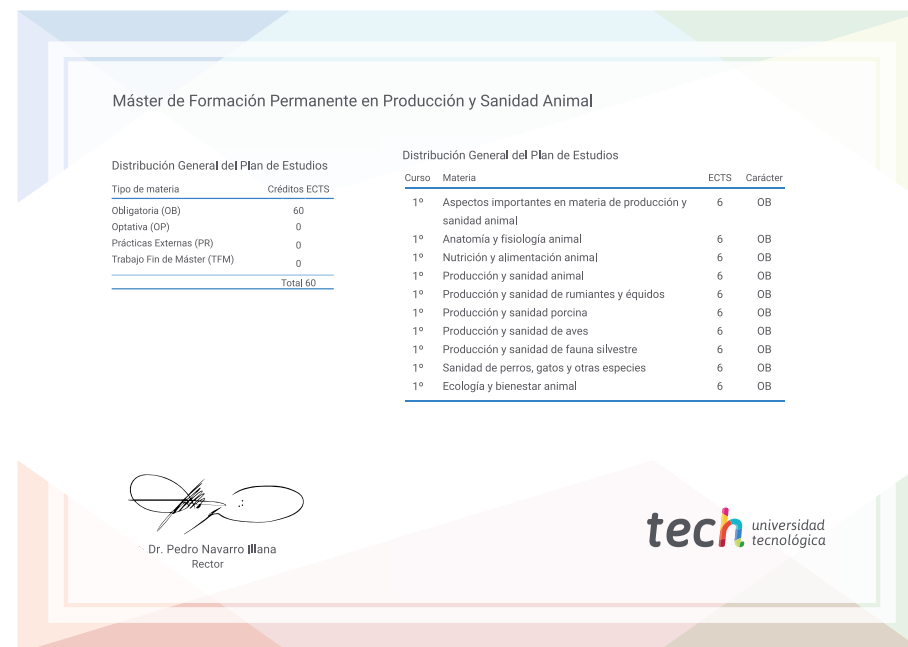 Máster de Formación Permanente en Producción y Sanidad Animal
Distribución General del Plan de Estudios
Tipo de materia Créditos ECTS
Obligatoria (OB) 60
Optativa (OP) 0
Prácticas Externas (PR) 0
Trabajo Fin de Máster (TFM) 0
Total 60
Distribución General del Plan de Estudios
Curso Materia ECTS Carácter
1º Aspectos importantes en materia de producción y 6 OB
sanidad animal
1º Anatomía y fisiología animal 6 OB
1º Nutrición y alimentación animal 6 OB
1º Producción y sanidad animal 6 OB
1º Producción y sanidad de rumiantes y équidos 6 OB
1º Producción y sanidad porcina 6 OB
1º Producción y sanidad de aves 6 OB
1º Producción y sanidad de fauna silvestre 6 OB
1º Sanidad de perros, gatos y otras especies 6 OB
1º Ecología y bienestar animal 6 OB
Dr. Pedro Navarro Illana
Rector
tech universidad
tecnológica